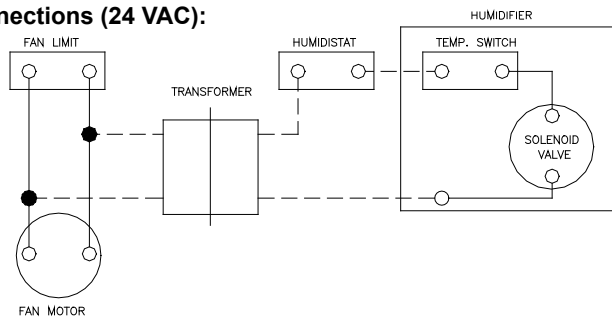 nections (24 VAC):
HUMIDIFIER
FAN LIMIT
HUMIDISTAT
TEMP. SWITCH
TRANSFORMER
SOLENOID
VALVE
FAN MOTOR